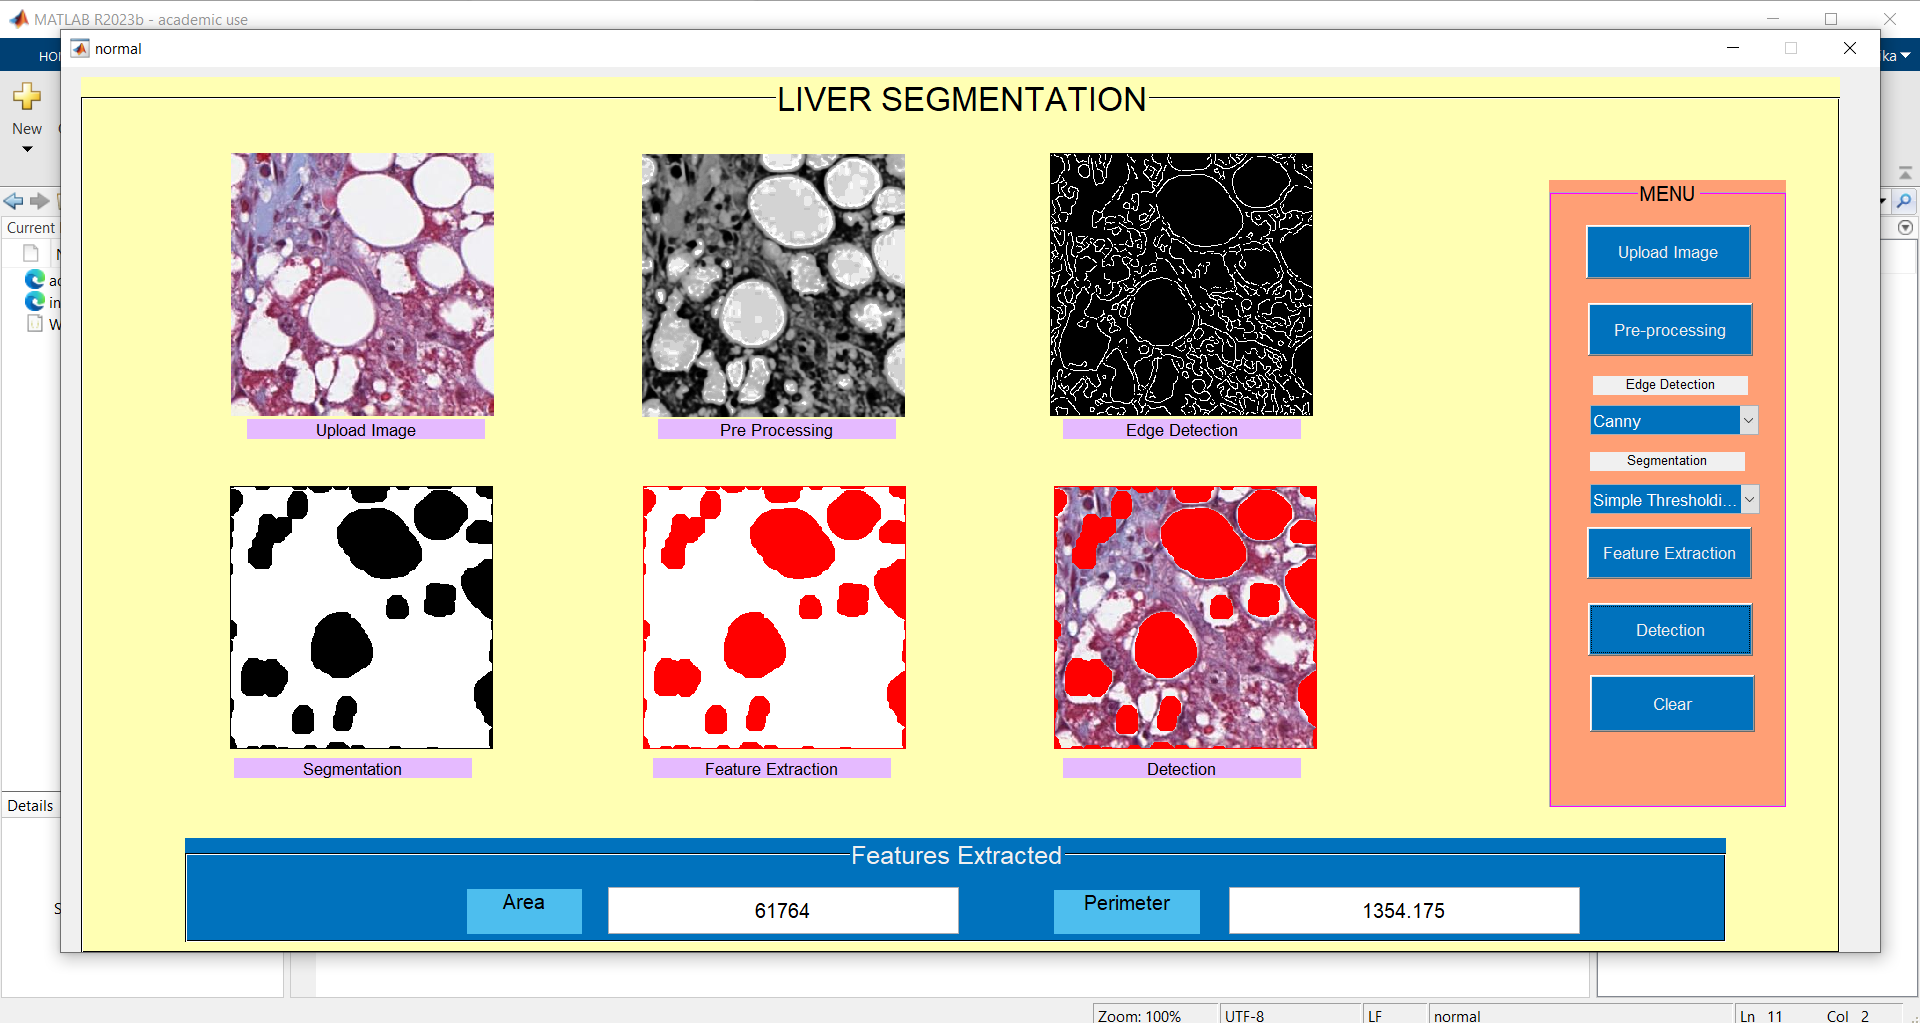 MATLAB R2023b - academic use
HO
ika
normal
New
LIVER SEGMENTATION
MENU
Upload Image
Pre-processing
Edge Detection
Canny
Segmentation
Simple Thresholdi...
Feature Extraction
Detection
Clear
Current
Upload Image
Pre Processing
Edge Detection
Segmentation
Feature Extraction
Detection
Details
Features Extracted
Area
61764
Perimeter
1354.175
Zoom: 100%
UTF-8
LF
normal
Ln 11
Col 2